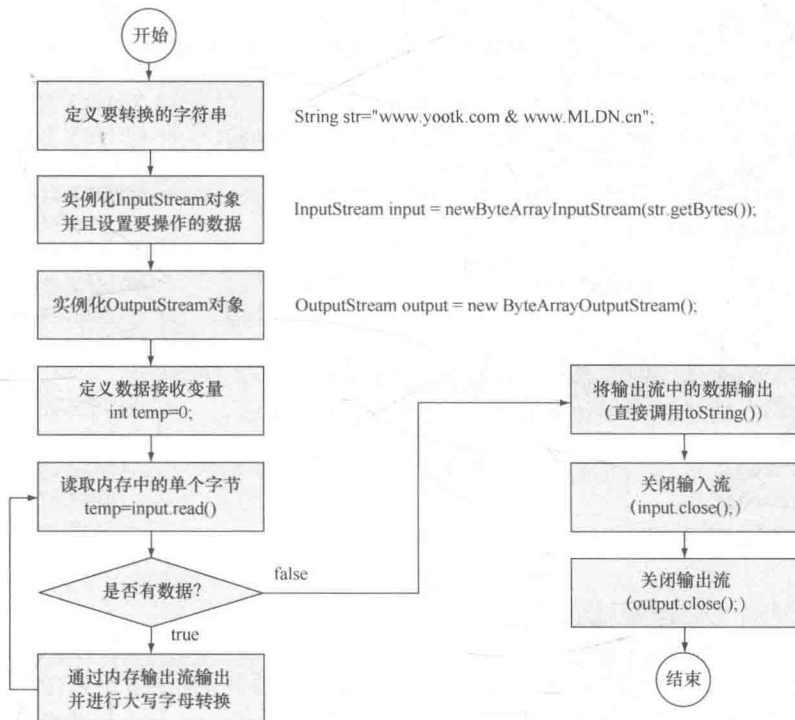 开始
定义要转换的字符串
String str="www.yootk.com & www.MLDN.cn";
实例化InputStream对象
并且设置要操作的数据
InputStream input = newByteArrayInputStream(str.getBytes());
实例化OutputStream对象
OutputStream output = new ByteArrayOutputStream();
定义数据接收变量
int temp=0;
读取内存中的单个字节
temp=input.read()
是否有数据?
false
true
通过内存输出流输出
并进行大写字母转换
将输出流中的数据输出
(直接调用toString())
关闭输入流
(input.close();)
关闭输出流
(output.close();)
结束